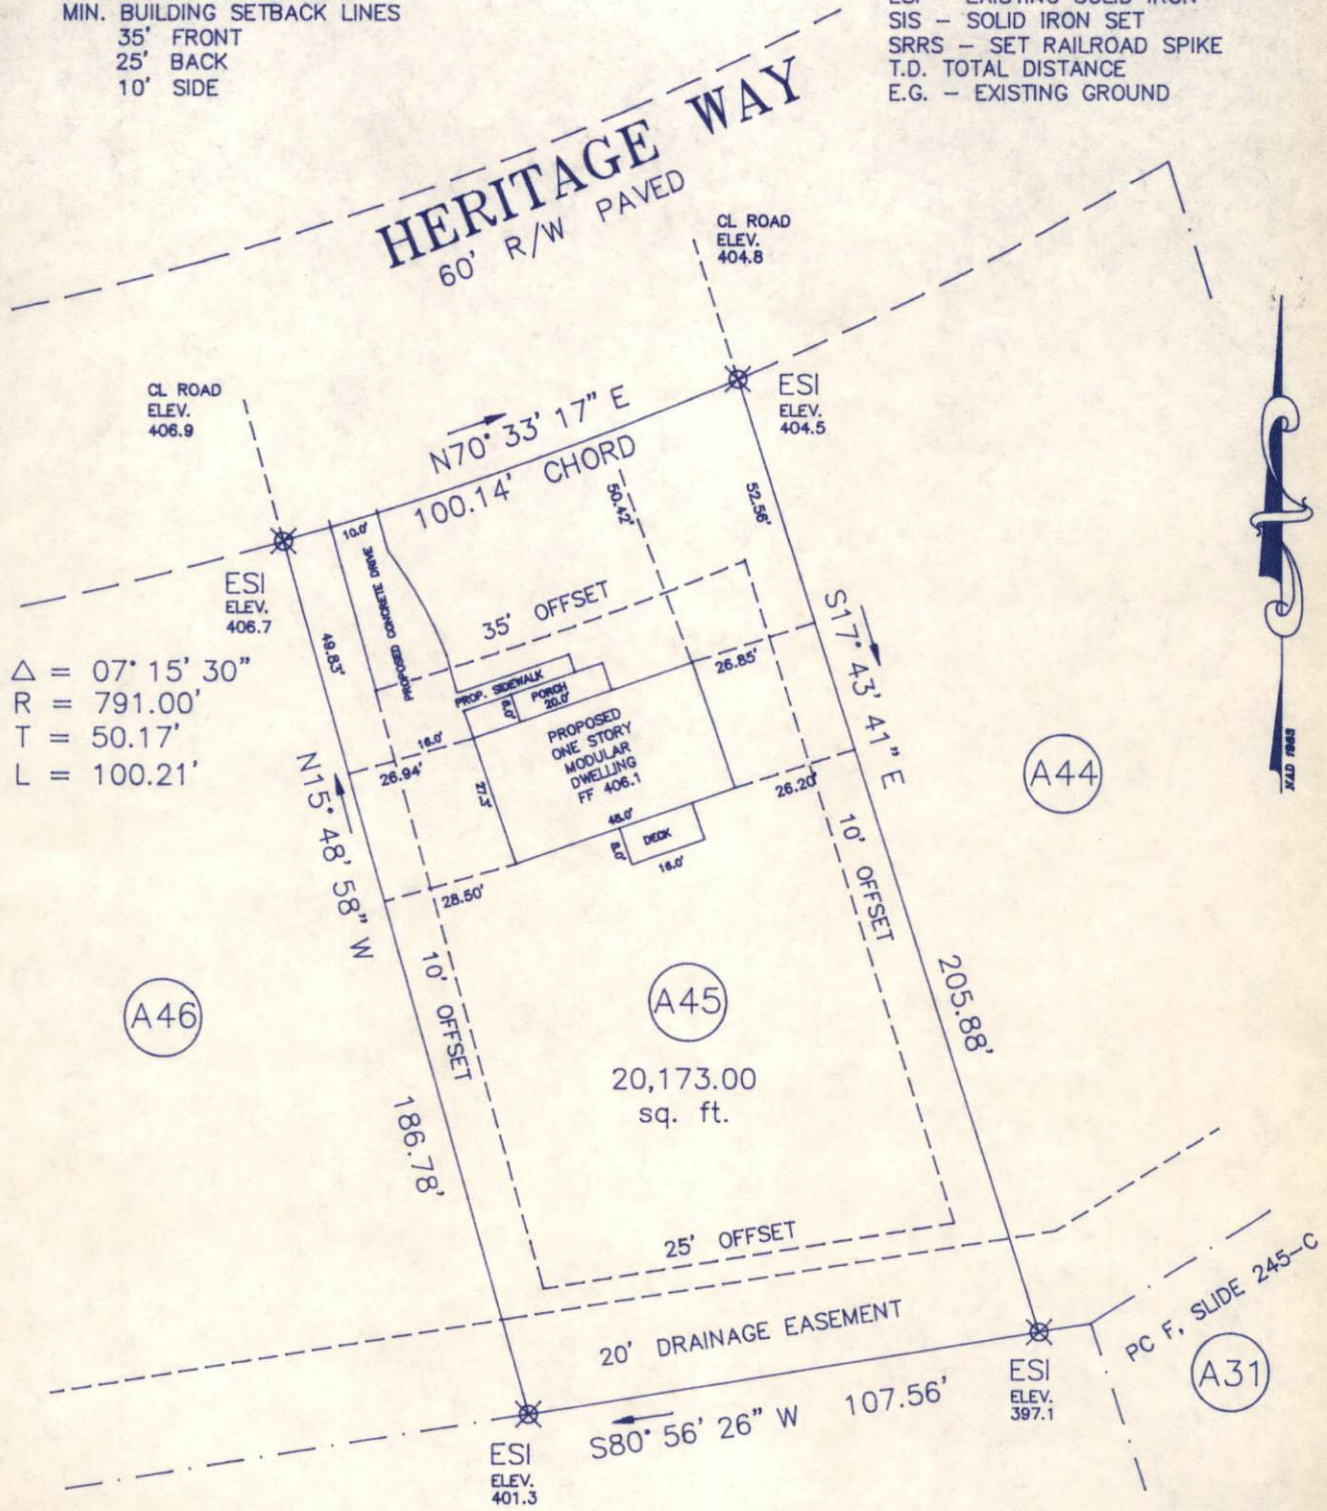 MIN. BUILDING SETBACK LINES
35' FRONT
25' BACK
10' SIDE
SIS – SOLID IRON SET
SRRS – SET RAILROAD SPIKE
T.D. TOTAL DISTANCE
E.G. – EXISTING GROUND
HERITAGE WAY
60' R/W PAVED
CL ROAD
ELEV.
404.8
CL ROAD
ELEV.
406.9
ESI
ELEV.
404.5
N70° 33' 17" E
100.14' CHORD
50.42'
52.56'
ESI
ELEV.
406.7
10.0'
PROPOSED CONCRETE DRIVE
49.83'
35' OFFSET
S17° 43' 41" E
Δ = 07° 15' 30"
R = 791.00'
T = 50.17'
L = 100.21'
PROP. SIDEWALK
PORCH
20.0'
26.85'
PROPOSED
ONE STORY
MODULAR
DWELLING
FF 406.1
16.0'
26.94'
27.3'
N15° 48' 58" W
26.20'
DECK
8.0'
16.0'
28.50'
10' OFFSET
10' OFFSET
A44
A46
A45
20,173.00
sq. ft.
205.88'
186.78'
25' OFFSET
20' DRAINAGE EASEMENT
PC F, SLIDE 245-C
A31
ESI
ELEV.
397.1
S80° 56' 26" W 107.56'
ESI
ELEV.
401.3